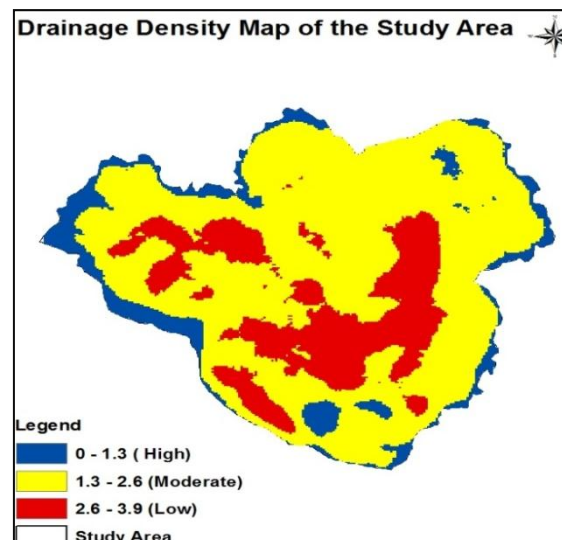 Drainage Density Map of the Study Area
Legend
0 - 1.3 ( High)
1.3 - 2.6 (Moderate)
2.6 - 3.9 (Low)
Study Area